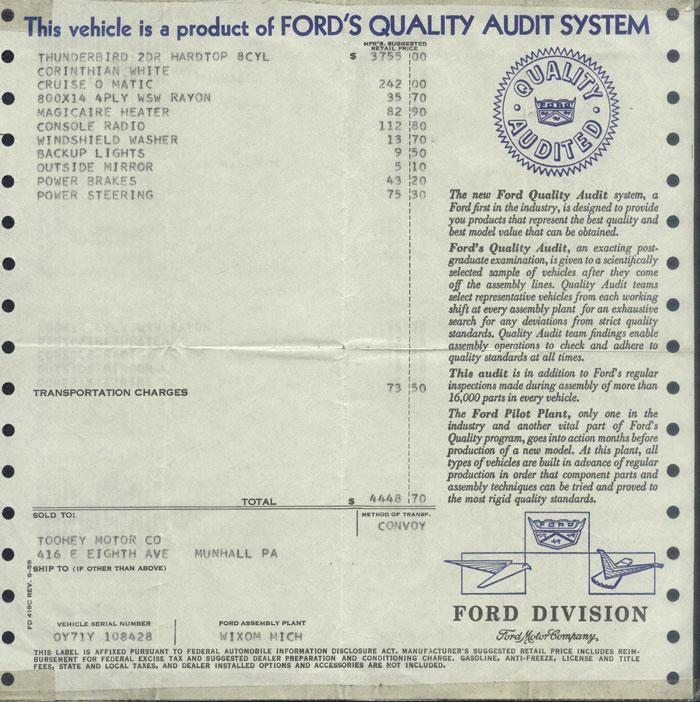 This vehicle is a product of FORD'S QUALITY AUDIT SYSTEM
MFR'S. SUGGESTED
RETAIL PRICE
THUNDERBIRD 2DR HARDTOP 8CYL $ 3755 00
CORINTHIAN WHITE
CRUISE O MATIC 242 00
800X14 4PLY WSW RAYON 35 70
MAGICAIRE HEATER 82 90
CONSOLE RADIO 112 80
WINDSHIELD WASHER 13 70
BACKUP LIGHTS 9 50
OUTSIDE MIRROR 5 10
POWER BRAKES 43 20
POWER STEERING 75 30
TRANSPORTATION CHARGES 73 50
TOTAL $ 4448 70
SOLD TO:
METHOD OF TRANSP.
CONVOY
TOOHEY MOTOR CO
416 E EIGHTH AVE MUNHALL PA
SHIP TO (IF OTHER THAN ABOVE)
FD 419C REV. 9-59
VEHICLE SERIAL NUMBER FORD ASSEMBLY PLANT
0Y71Y 108428 WIXOM MICH
QUALITY
FORD
AUDITED
The new Ford Quality Audit system, a
Ford first in the industry, is designed to provide
you products that represent the best quality and
best model value that can be obtained.
Ford's Quality Audit, an exacting post-
graduate examination, is given to a scientifically
selected sample of vehicles after they come
off the assembly lines. Quality Audit teams
select representative vehicles from each working
shift at every assembly plant for an exhaustive
search for any deviations from strict quality
standards. Quality Audit team findings enable
assembly operations to check and adhere to
quality standards at all times.
This audit is in addition to Ford's regular
inspections made during assembly of more than
16,000 parts in every vehicle.
The Ford Pilot Plant, only one in the
industry and another vital part of Ford's
Quality program, goes into action months before
production of a new model. At this plant, all
types of vehicles are built in advance of regular
production in order that component parts and
assembly techniques can be tried and proved to
the most rigid quality standards.
FORD
FORD DIVISION
Ford Motor Company,
THIS LABEL IS AFFIXED PURSUANT TO FEDERAL AUTOMOBILE INFORMATION DISCLOSURE ACT. MANUFACTURER'S SUGGESTED RETAIL PRICE INCLUDES REIM-
BURSEMENT FOR FEDERAL EXCISE TAX AND SUGGESTED DEALER PREPARATION AND CONDITIONING CHARGE. GASOLINE, ANTI-FREEZE, LICENSE AND TITLE
FEES, STATE AND LOCAL TAXES, AND DEALER INSTALLED OPTIONS AND ACCESSORIES ARE NOT INCLUDED.